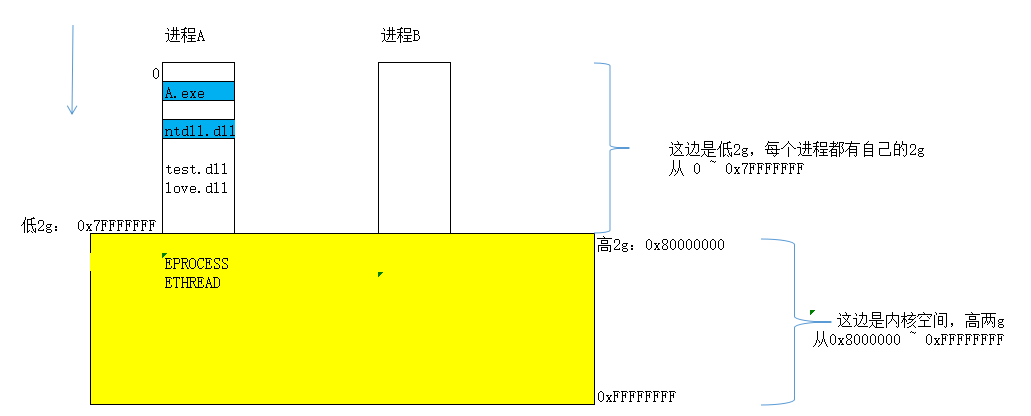 进程A
进程B
0
A.exe
ntdll.dll
test.dll
love.dll
这边是低2g，每个进程都有自己的2g
从 0 ~ 0x7FFFFFFF
低2g： 0x7FFFFFFF
高2g：0x80000000
EPROCESS
ETHREAD
这边是内核空间，高两g
从0x8000000 ~ 0xFFFFFFFF
0xFFFFFFFF